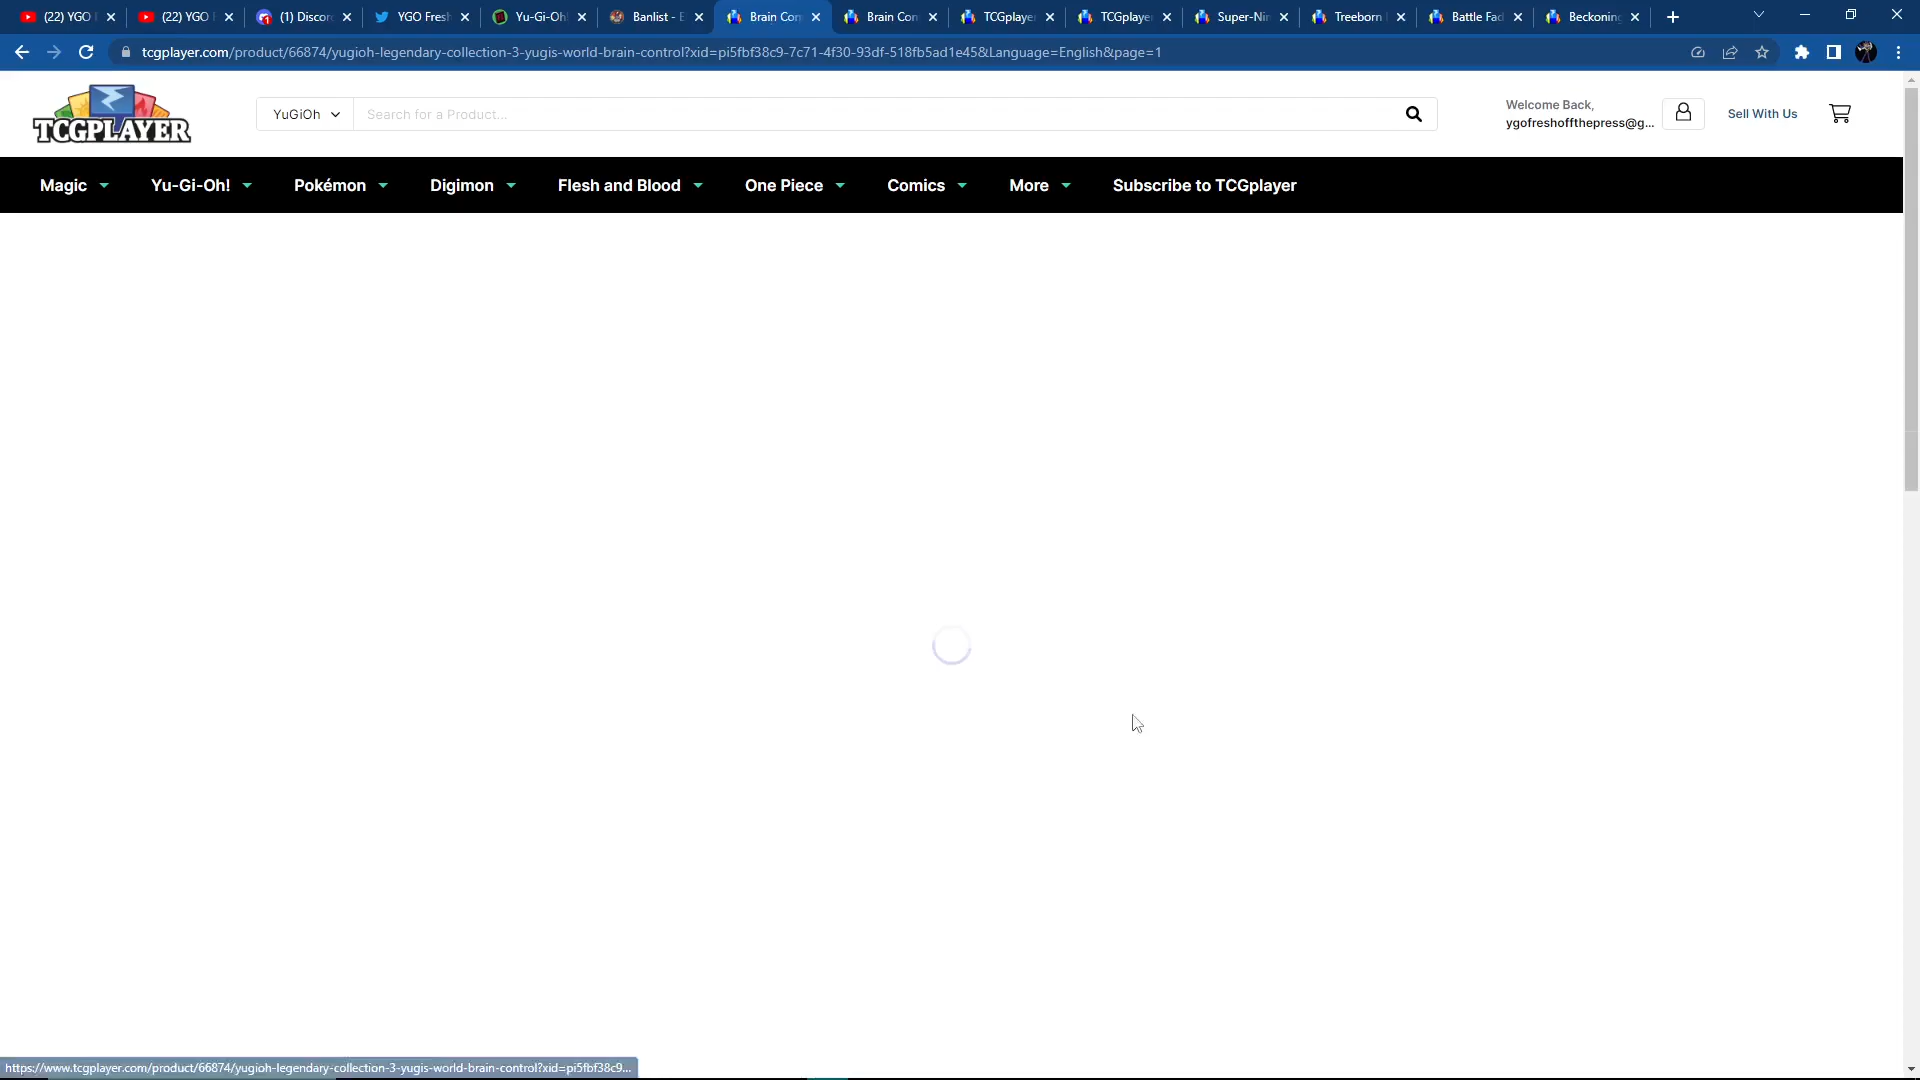 (22) YGO
(22) YGO
(1) Discor
YGO Fresh
Yu-Gi-Oh!
Banlist - E
Brain Con
Brain Con
TCGplayer
TCGplayer
Super-Nin
Treeborn
Battle Fad
Beckoning
tcgplayer.com/product/66874/yugioh-legendary-collection-3-yugis-world-brain-control?xid=pi5fbf38c9-7c71-4f30-93df-518fb5ad1e45&Language=English&page=1
TCGPLAYER
YuGiOh
Search for a Product...
Welcome Back,
ygofreshoffthepress@g...
Sell With Us
Magic
Yu-Gi-Oh!
Pokémon
Digimon
Flesh and Blood
One Piece
Comics
More
Subscribe to TCGplayer
https://www.tcgplayer.com/product/66874/yugioh-legendary-collection-3-yugis-world-brain-control?xid=pi5fbf38c9...